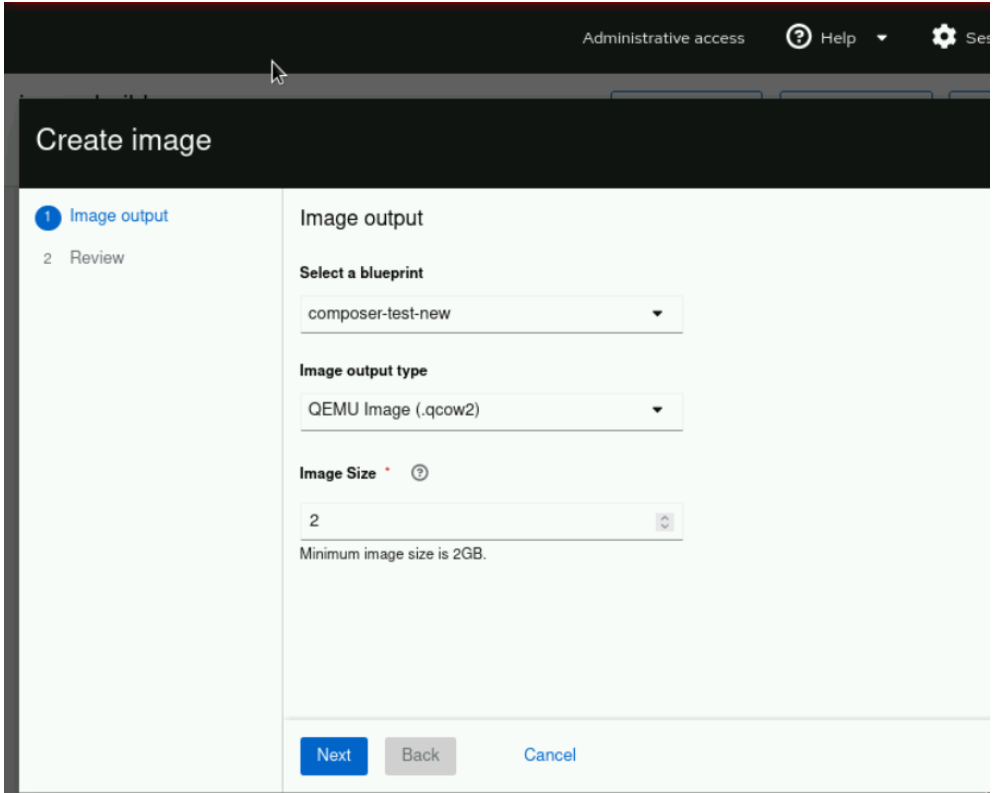 Administrative access Help Ses
Create image
1 Image output
2 Review
Image output
Select a blueprint
composer-test-new
Image output type
QEMU Image (.qcow2)
Image Size *
2
Minimum image size is 2GB.
Next Back Cancel